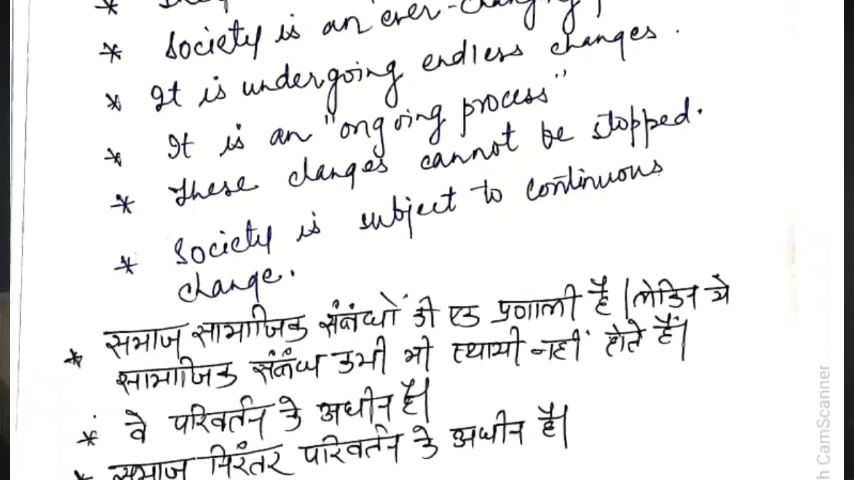 * Society is an ever-changing
* It is undergoing endless changes.
* It is an "ongoing process"
* These changes cannot be stopped.
* Society is subject to continuous
change.
* समाज सामाजिक संबंधों की एक प्रणाली है। लेकिन ये
सामाजिक संबंध कभी भी स्थायी नहीं होते हैं।
* वे परिवर्तन के अधीन हैं।
* समाज निरंतर परिवर्तन के अधीन है।
CamScanner